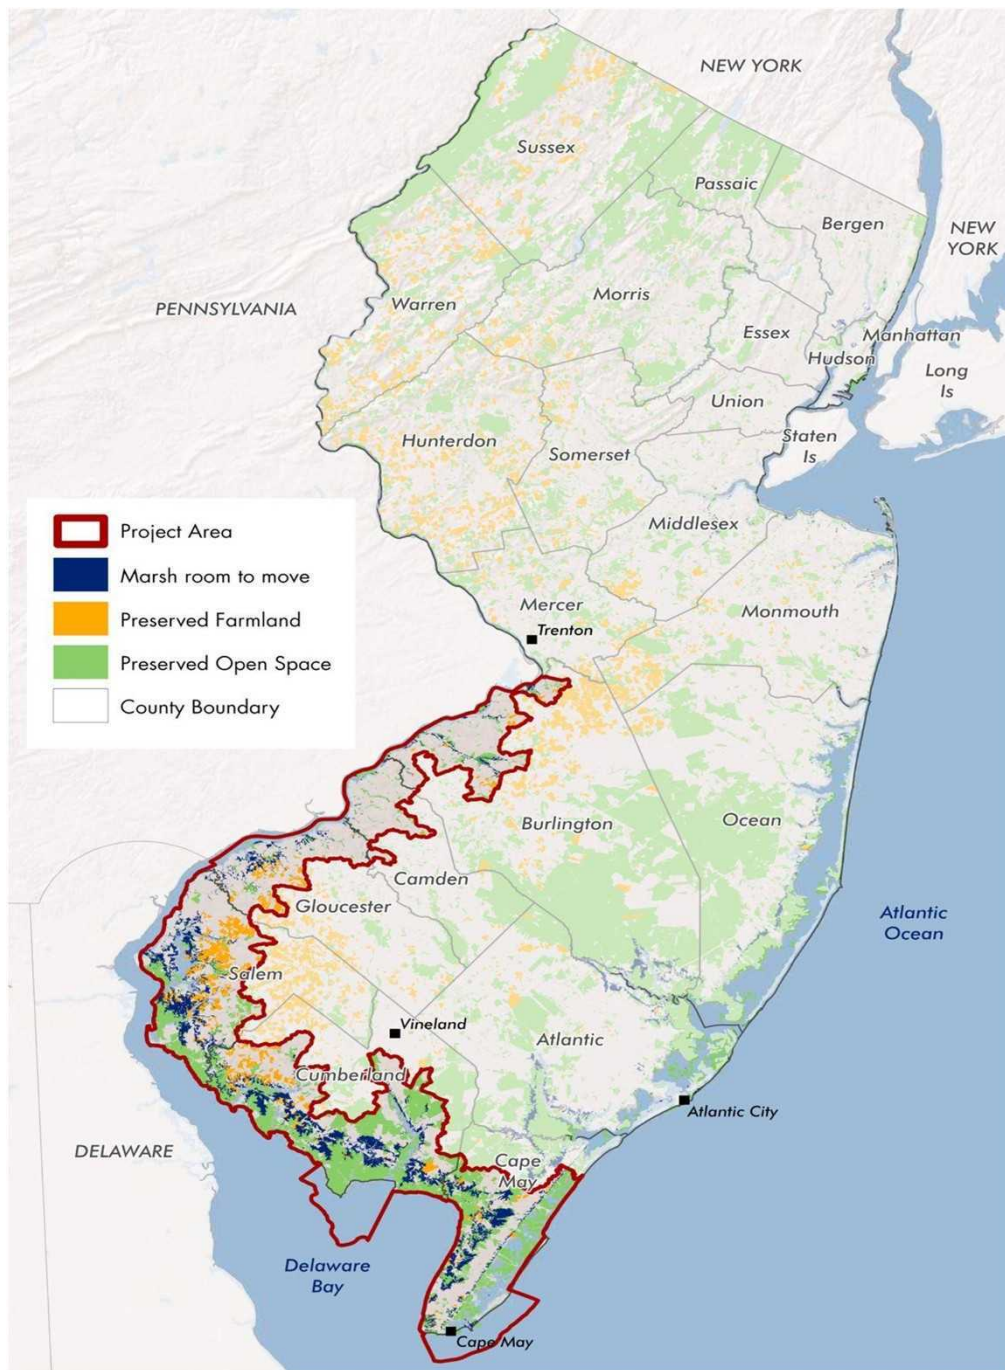 NEW YORK
Sussex
Passaic
Bergen
NEW
YORK
PENNSYLVANIA
Warren
Morris
Essex
Manhattan
Hudson
Long
Is
Union
Staten
Is
Hunterdon
Somerset
Middlesex
Project Area
Marsh room to move
Preserved Farmland
Preserved Open Space
County Boundary
Mercer
Trenton
Monmouth
Burlington
Ocean
Camden
Gloucester
Atlantic
Ocean
Salem
Vineland
Atlantic
Cumberland
Atlantic City
DELAWARE
Cape
May
Delaware
Bay
Cape May